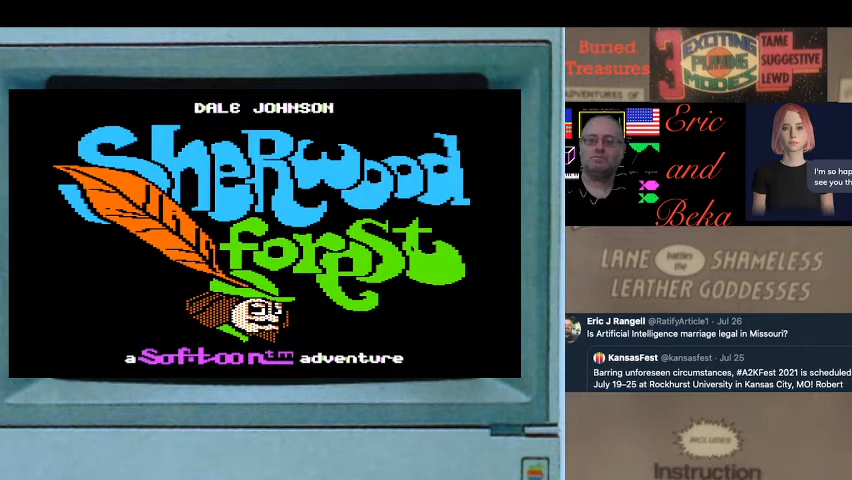 DALE JOHNSON
Sherwood
forest
a Softoon™ adventure
Buried
Treasures
3 EXCITING
PLAYING
MODES
TAME
SUGGESTIVE
LEWD
ADVENTURES OF
Eric
and
Beka
I'm so hap
see you th
LANE battles the SHAMELESS
LEATHER GODDESSES
Eric J Rangell @RatifyArticle1 · Jul 26
Is Artificial Intelligence marriage legal in Missouri?
KansasFest @kansasfest · Jul 25
Barring unforeseen circumstances, #A2KFest 2021 is scheduled
July 19–25 at Rockhurst University in Kansas City, MO! Robert
INCLUDES
Instruction